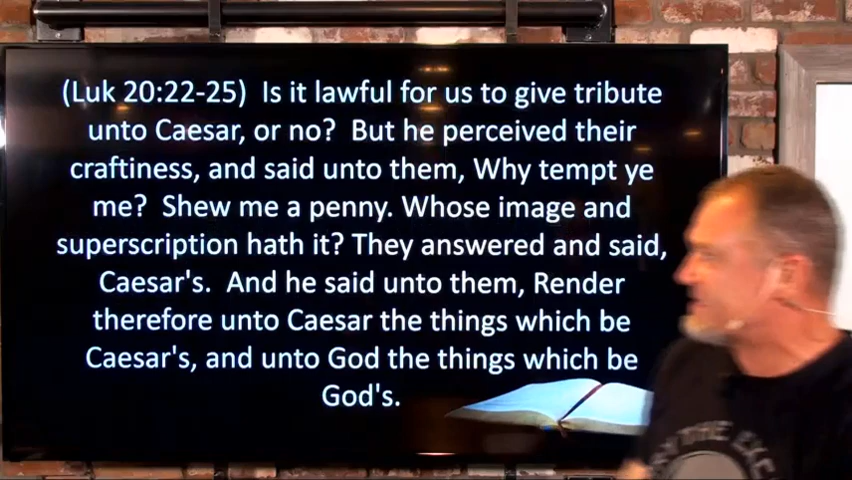 (Luk 20:22-25)  Is it lawful for us to give tribute
unto Caesar, or no?  But he perceived their
craftiness, and said unto them, Why tempt ye
me?  Shew me a penny. Whose image and
superscription hath it? They answered and said,
Caesar's.  And he said unto them, Render
therefore unto Caesar the things which be
Caesar's, and unto God the things which be
God's.
THE